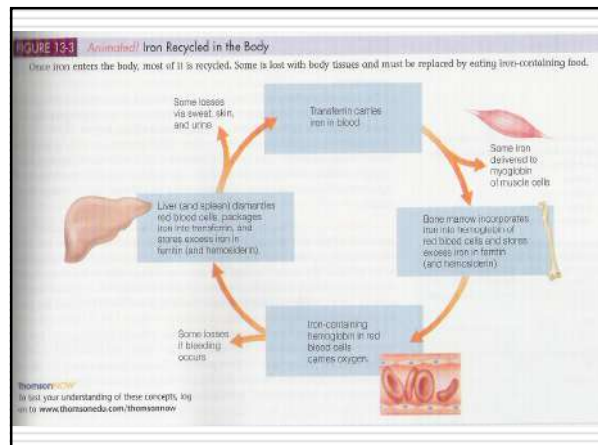 FIGURE 13-3 Animated! Iron Recycled in the Body
Once iron enters the body, most of it is recycled. Some is lost with body tissues and must be replaced by eating iron-containing food.
Some losses
via sweat, skin,
and urine
Transferrin carries
iron in blood
Some iron
delivered to
myoglobin
of muscle cells
Liver (and spleen) dismantles
red blood cells, packages
iron into transferrin, and
stores excess iron in
ferritin (and hemosiderin).
Bone marrow incorporates
iron into hemoglobin of
red blood cells and stores
excess iron in ferritin
(and hemosiderin)
Some losses
if bleeding
occurs
Iron-containing
hemoglobin in red
blood cells
carries oxygen.
ThomsonNOW
To test your understanding of these concepts, log
on to www.thomsonedu.com/thomsonnow